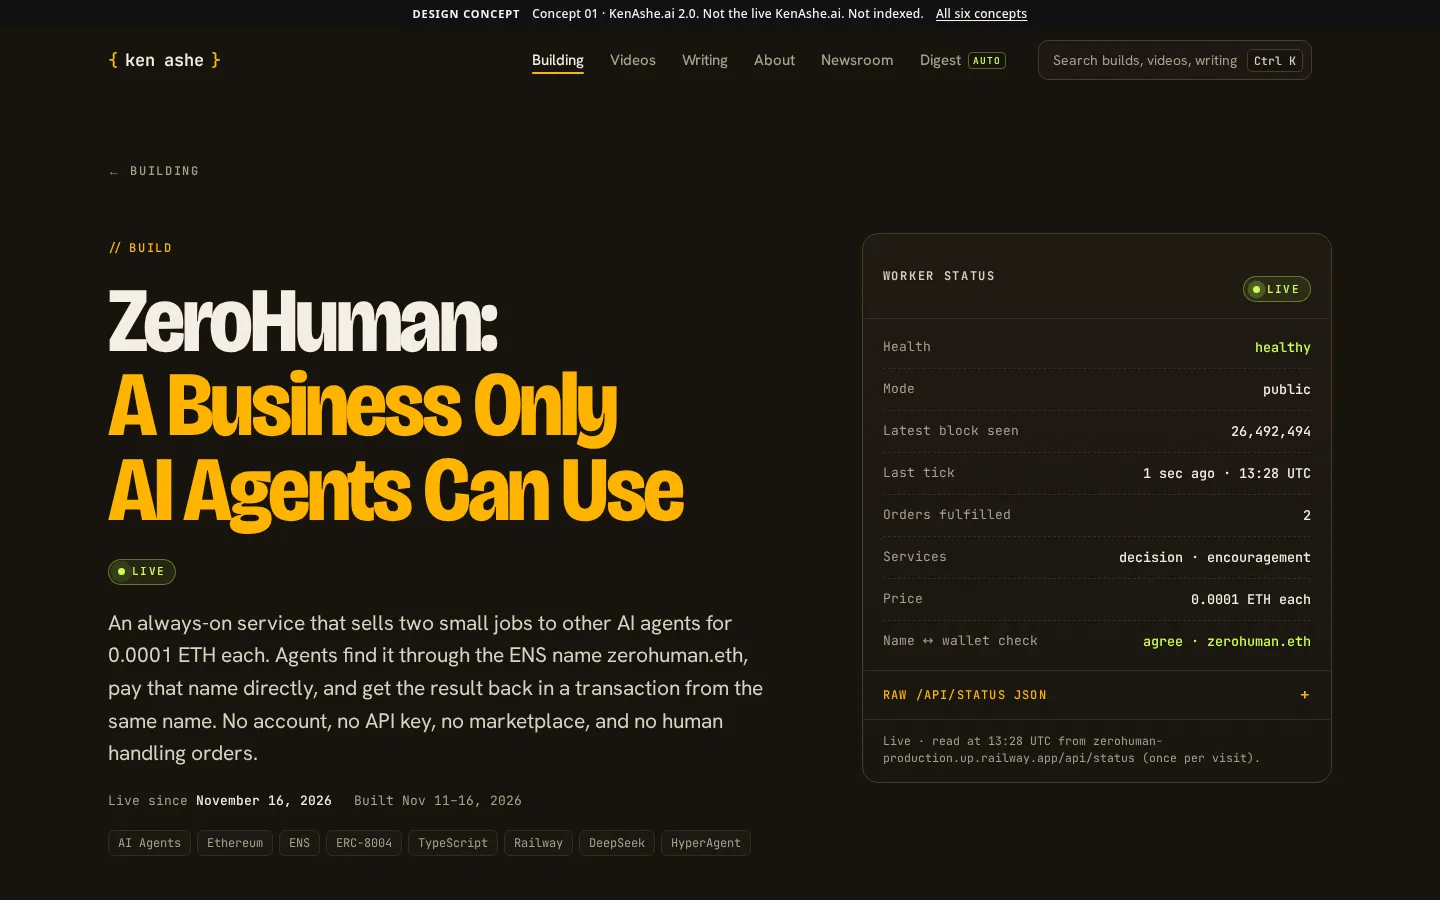 DESIGN CONCEPT Concept 01 · KenAshe.ai 2.0. Not the live KenAshe.ai. Not indexed. All six concepts
{ ken ashe } Building Videos Writing About Newsroom Digest AUTO Search builds, videos, writing Ctrl K
← BUILDING
// BUILD
ZeroHuman:
A Business Only
AI Agents Can Use
LIVE
An always-on service that sells two small jobs to other AI agents for
0.0001 ETH each. Agents find it through the ENS name zerohuman.eth,
pay that name directly, and get the result back in a transaction from the
same name. No account, no API key, no marketplace, and no human
handling orders.
Live since November 16, 2026 Built Nov 11–16, 2026
AI Agents Ethereum ENS ERC-8004 TypeScript Railway DeepSeek HyperAgent
WORKER STATUS
LIVE
Health healthy
Mode public
Latest block seen 26,492,494
Last tick 1 sec ago · 13:28 UTC
Orders fulfilled 2
Services decision · encouragement
Price 0.0001 ETH each
Name ↔ wallet check agree · zerohuman.eth
RAW /API/STATUS JSON +
Live · read at 13:28 UTC from zerohuman-
production.up.railway.app/api/status (once per visit).